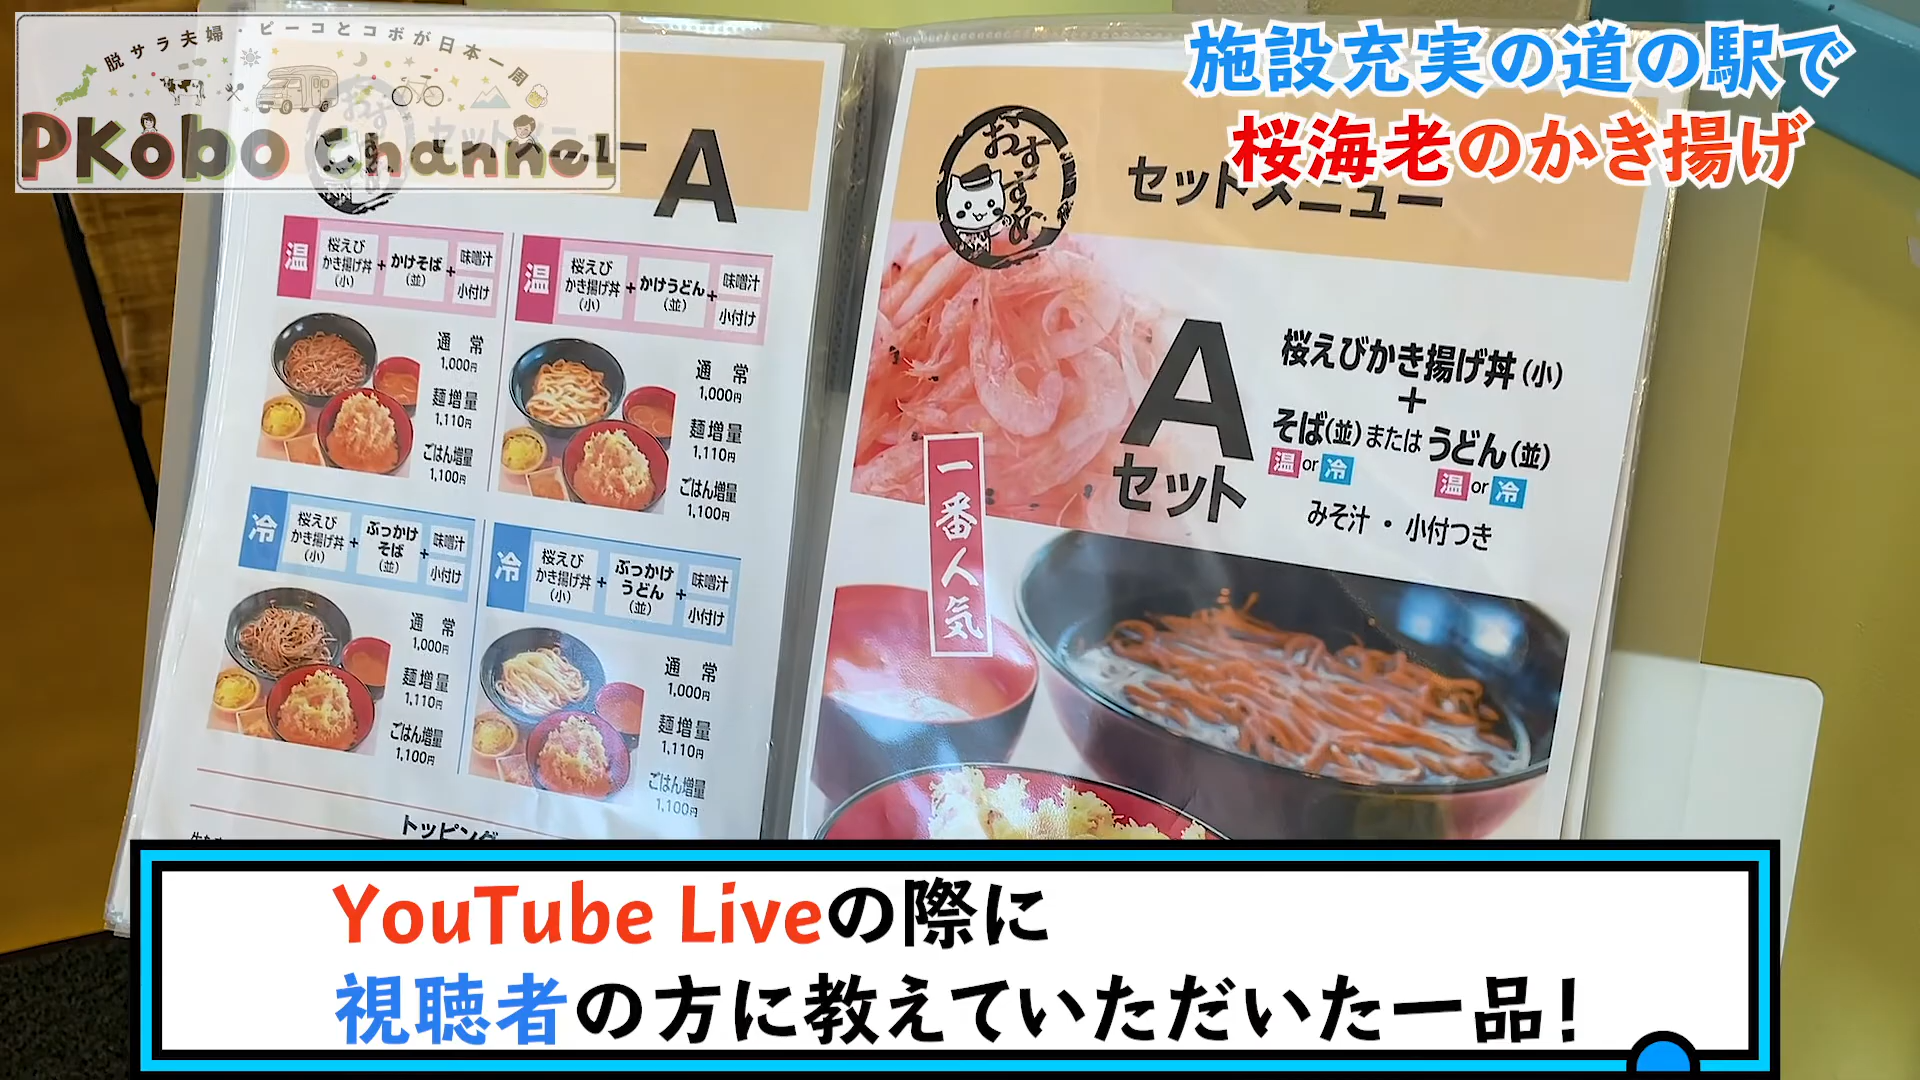 脱サラ夫婦・ピーコとコボが日本一周
PKobo Channel
施設充実の道の駅で
桜海老のかき揚げ
セットメニュー A
温 桜えびかき揚げ丼(小) + かけそば(並) + 味噌汁 小付け
通常
1,000円
麺増量
1,110円
ごはん増量
1,100円
温 桜えびかき揚げ丼(小) + かけうどん(並) + 味噌汁 小付け
通常
1,000円
麺増量
1,110円
ごはん増量
1,100円
冷 桜えびかき揚げ丼(小) + ぶっかけそば(並) + 味噌汁 小付け
通常
1,000円
麺増量
1,110円
ごはん増量
1,100円
冷 桜えびかき揚げ丼(小) + ぶっかけうどん(並) + 味噌汁 小付け
通常
1,000円
麺増量
1,110円
ごはん増量
1,100円
トッピング
おすすめ
セットメニュー
Aセット
桜えびかき揚げ丼(小)
+
そば(並)またはうどん(並)
温or冷 温or冷
みそ汁・小付つき
一番人気
YouTube Liveの際に
視聴者の方に教えていただいた一品!